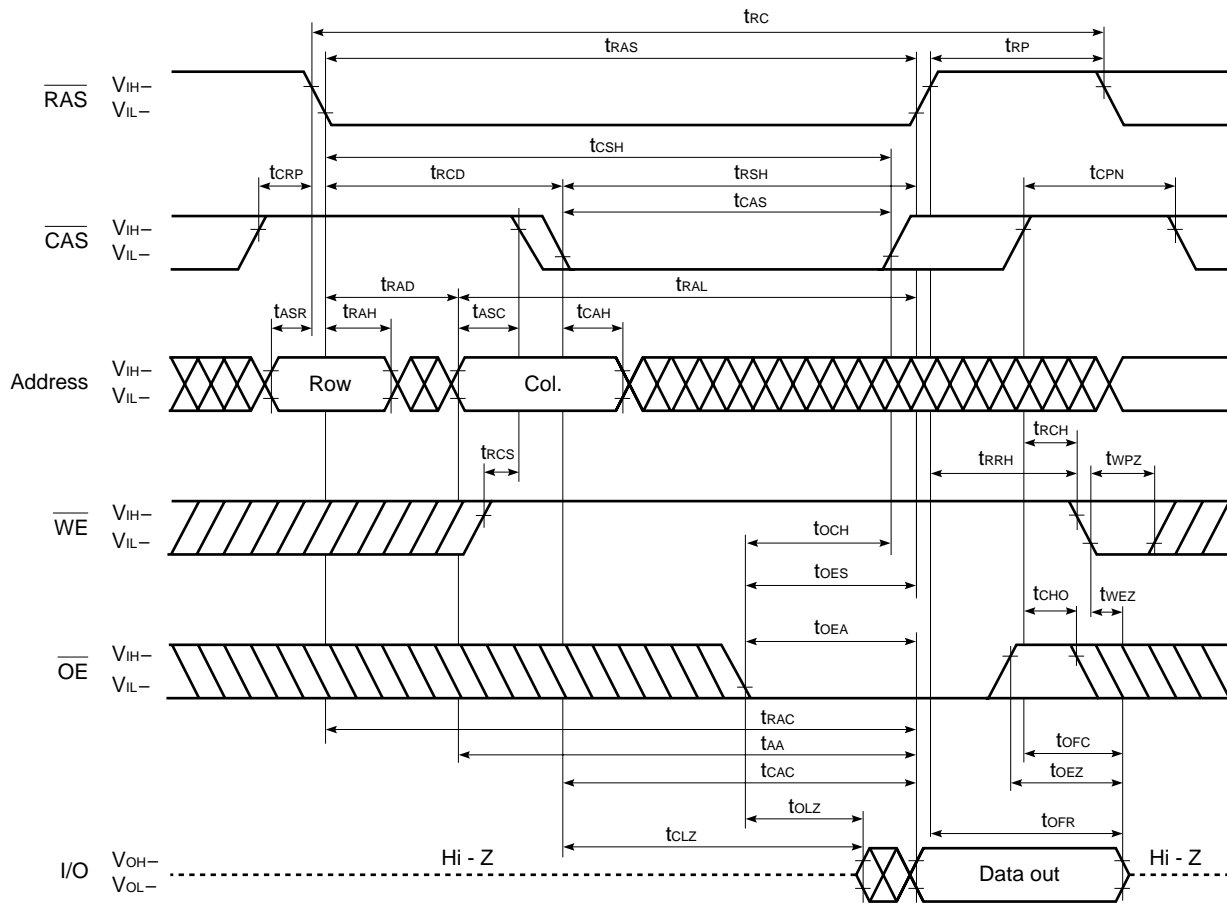 tRC
tRAS
tRP
RAS
VIH–
VIL–
tCSH
tCRP
tRCD
tRSH
tCPN
tCAS
CAS
VIH–
VIL–
tRAD
tRAL
tASR
tRAH
tASC
tCAH
Address
VIH–
VIL–
Row
Col.
tRCH
tRCS
tRRH
tWPZ
WE
VIH–
VIL–
tOCH
tOES
tCHO
tWEZ
tOEA
OE
VIH–
VIL–
tRAC
tAA
tOFC
tCAC
tOEZ
tOLZ
tCLZ
tOFR
I/O
VOH–
VOL–
Hi - Z
Data out
Hi - Z